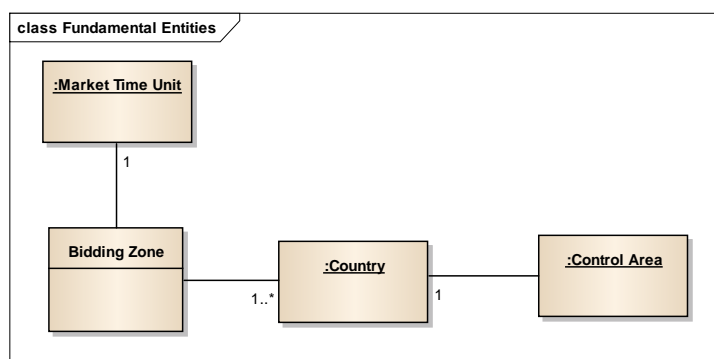 class Fundamental Entities
:Market Time Unit
1
Bidding Zone
:Country
:Control Area
1..*
1